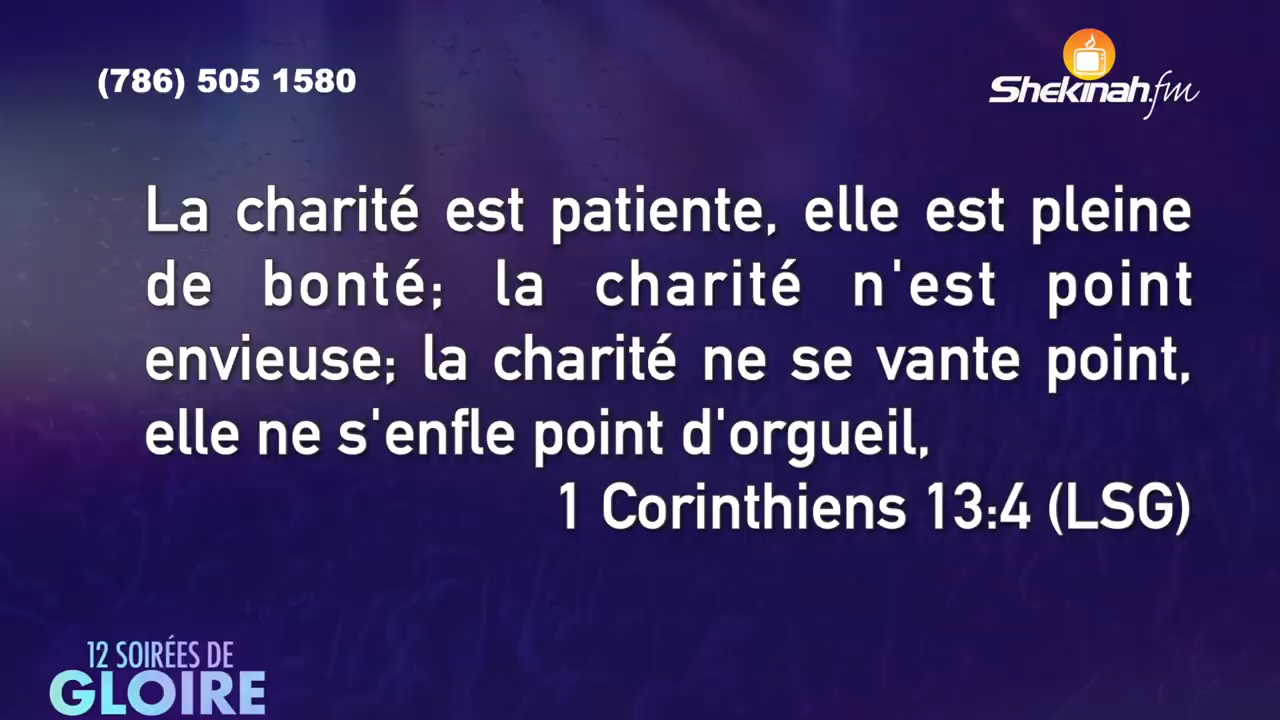 (786) 505 1580
Shekinah.fm
La charité est patiente, elle est pleine
de bonté; la charité n'est point
envieuse; la charité ne se vante point,
elle ne s'enfle point d'orgueil,
1 Corinthiens 13:4 (LSG)
12 SOIRÉES DE
GLOIRE